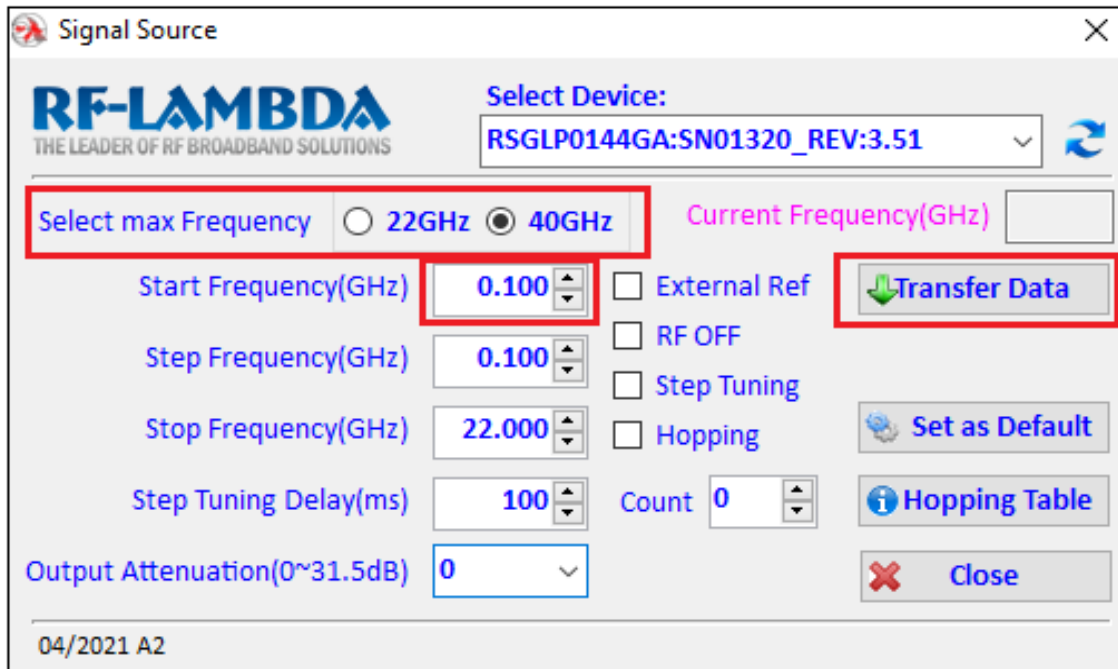 Signal Source
RF-LAMBDA
THE LEADER OF RF BROADBAND SOLUTIONS
Select Device:
RSGLP0144GA:SN01320_REV:3.51
Select max Frequency 22GHz 40GHz
Current Frequency(GHz)
Start Frequency(GHz) 0.100 External Ref Transfer Data
RF OFF
Step Frequency(GHz) 0.100
Step Tuning
Stop Frequency(GHz) 22.000 Hopping Set as Default
Step Tuning Delay(ms) 100 Count 0 Hopping Table
Output Attenuation(0~31.5dB) 0 Close
04/2021 A2